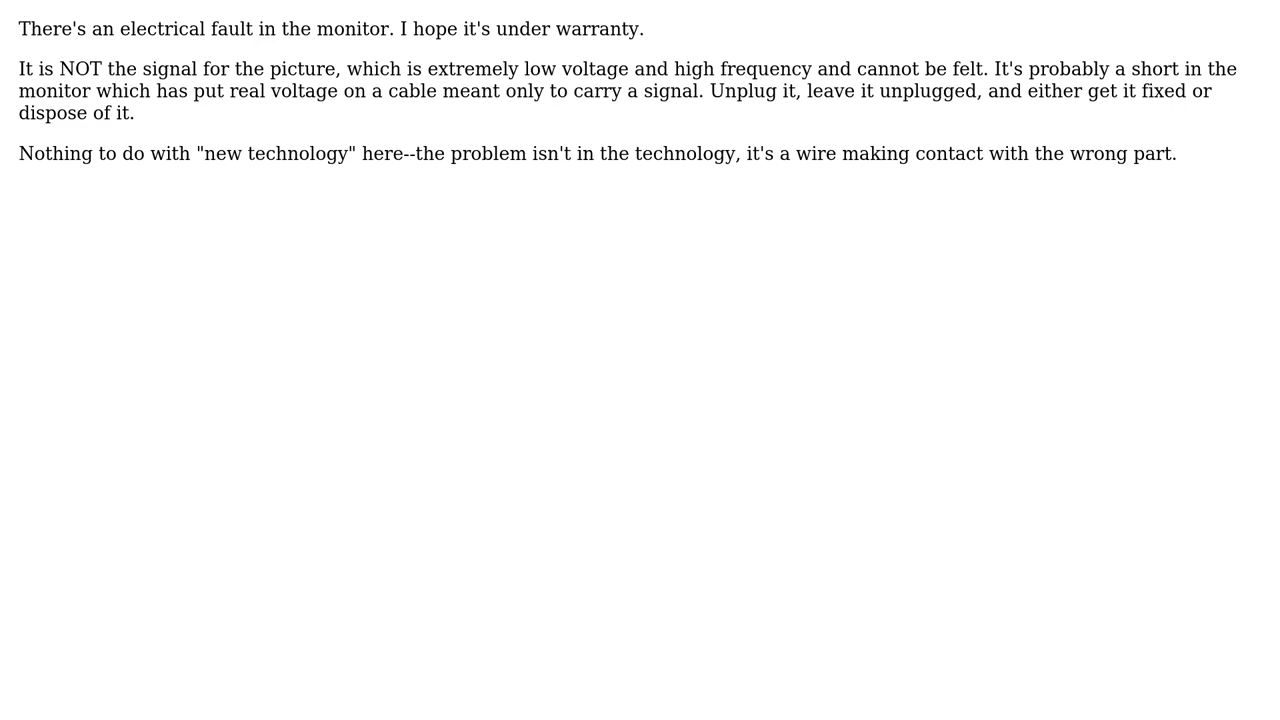 There's an electrical fault in the monitor. I hope it's under warranty.
It is NOT the signal for the picture, which is extremely low voltage and high frequency and cannot be felt. It's probably a short in the
monitor which has put real voltage on a cable meant only to carry a signal. Unplug it, leave it unplugged, and either get it fixed or
dispose of it.
Nothing to do with "new technology" here--the problem isn't in the technology, it's a wire making contact with the wrong part.